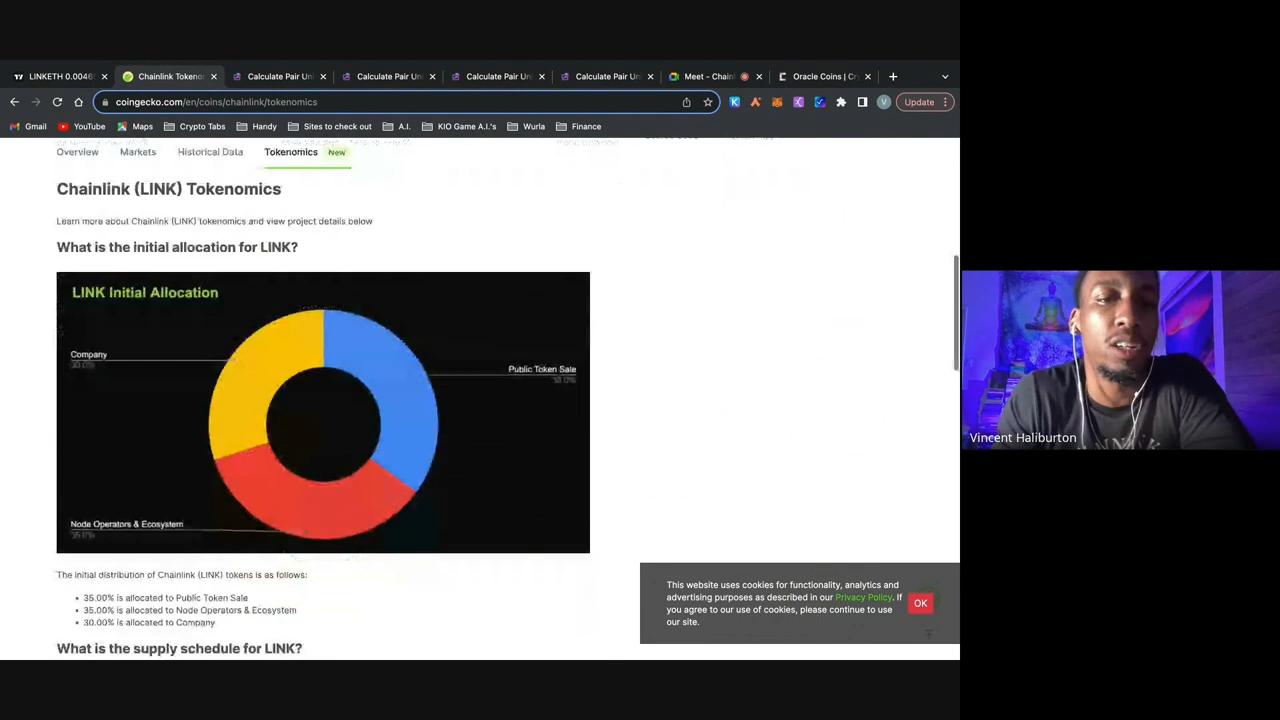 LINKETH 0.0046
Chainlink Tokeno
Calculate Pair Uni
Calculate Pair Un
Calculate Pair Un
Calculate Pair Un
Meet - Chain
Oracle Coins | Cr
coingecko.com/en/coins/chainlink/tokenomics
V
Update
Gmail
YouTube
Maps
Crypto Tabs
Handy
Sites to check out
A.I.
KIO Game A.I.'s
Wurla
Finance
Overview
Markets
Historical Data
Tokenomics
New
Chainlink (LINK) Tokenomics
Learn more about Chainlink (LINK) tokenomics and view project details below
What is the initial allocation for LINK?
LINK Initial Allocation
Company
30.0%
Public Token Sale
Node Operators & Ecosystem
35.0%
The initial distribution of Chainlink (LINK) tokens is as follows:
35.00% is allocated to Public Token Sale
35.00% is allocated to Node Operators & Ecosystem
30.00% is allocated to Company
What is the supply schedule for LINK?
This website uses cookies for functionality, analytics and
advertising purposes as described in our Privacy Policy. If
you agree to our use of cookies, please continue to use
our site.
OK
Vincent Haliburton